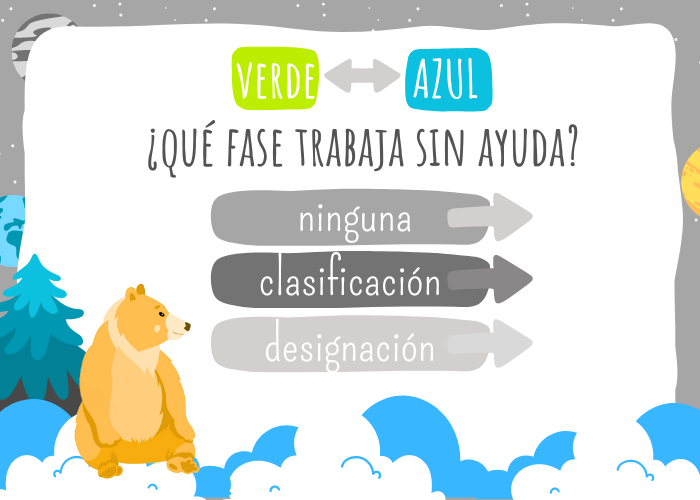 VERDE AZUL
¿QUÉ FASE TRABAJA SIN AYUDA?
ninguna
clasificación
designación